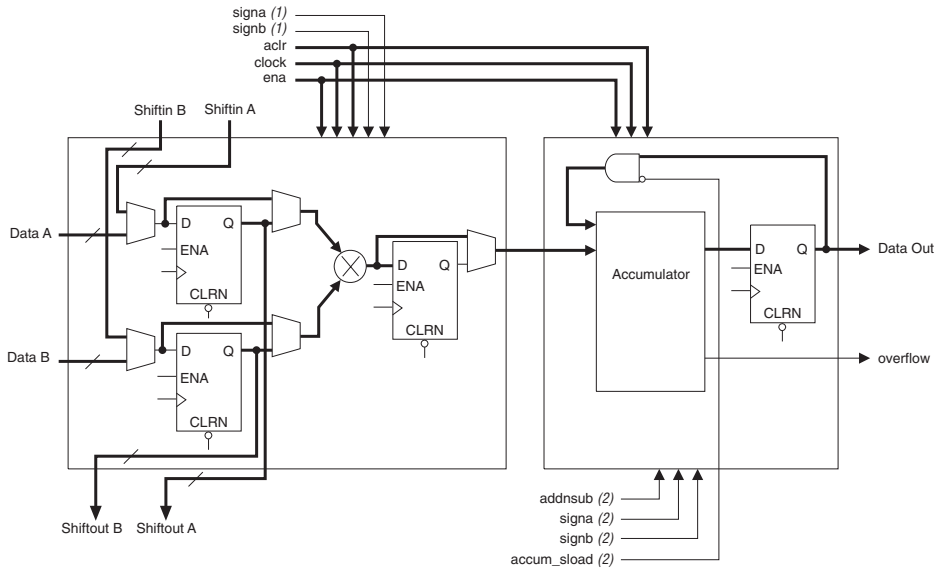 signa (1)
signb (1)
aclr
clock
ena
Shiftin B
Shiftin A
Data A
D
Q
ENA
CLRN
D
Q
ENA
CLRN
Accumulator
D
Q
ENA
CLRN
Data Out
Data B
D
Q
ENA
CLRN
overflow
Shiftout B
Shiftout A
addnsub (2)
signa (2)
signb (2)
accum_sload (2)